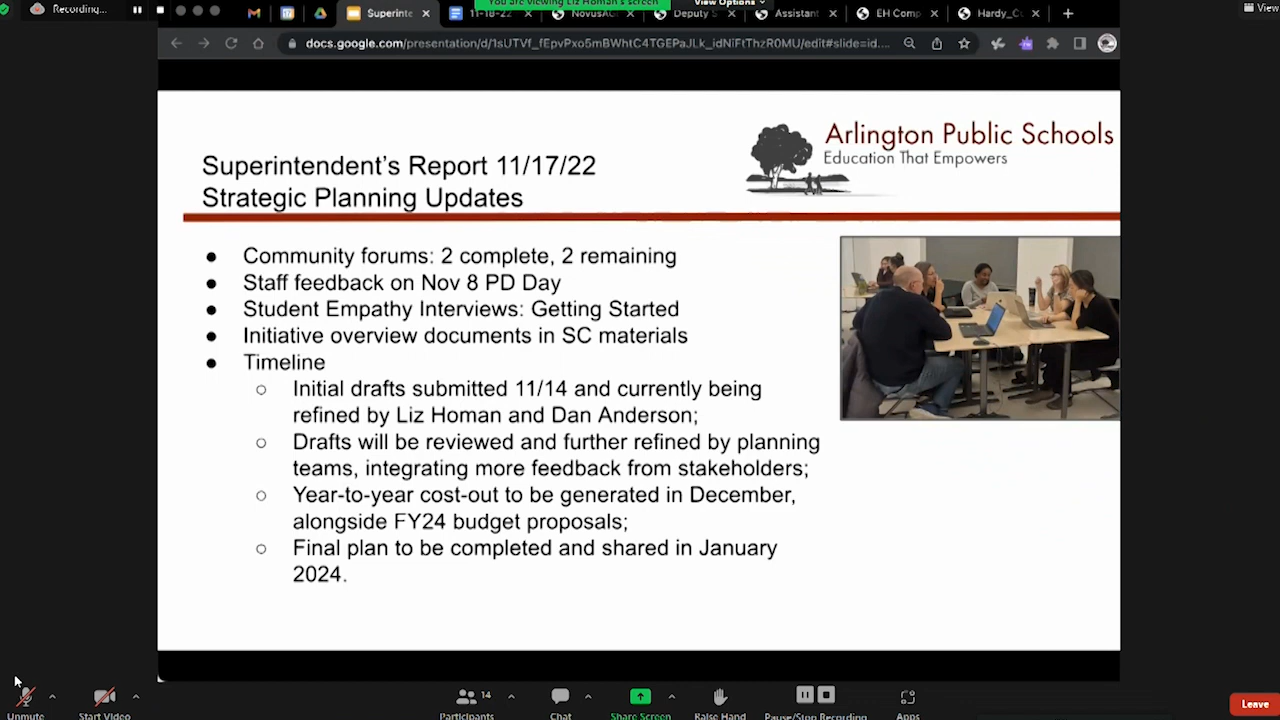 Recording...
You are viewing Liz Homan's screen
View Options
View
Superinte
11-18-22
NovusA
Deputy S
Assistant
EH Comp
Hardy_C
docs.google.com/presentation/d/1sUTVf_fEpvPxo5mBWhtC4TGEPaJLk_idNiFtThzR0MU/edit#slide=id....
Arlington Public Schools
Education That Empowers
Superintendent's Report 11/17/22
Strategic Planning Updates
● Community forums: 2 complete, 2 remaining
● Staff feedback on Nov 8 PD Day
● Student Empathy Interviews: Getting Started
● Initiative overview documents in SC materials
● Timeline
○ Initial drafts submitted 11/14 and currently being
refined by Liz Homan and Dan Anderson;
○ Drafts will be reviewed and further refined by planning
teams, integrating more feedback from stakeholders;
○ Year-to-year cost-out to be generated in December,
alongside FY24 budget proposals;
○ Final plan to be completed and shared in January
2024.
14
Unmute
Start Video
Participants
Chat
Share Screen
Raise Hand
Pause/Stop Recording
Apps
Leave